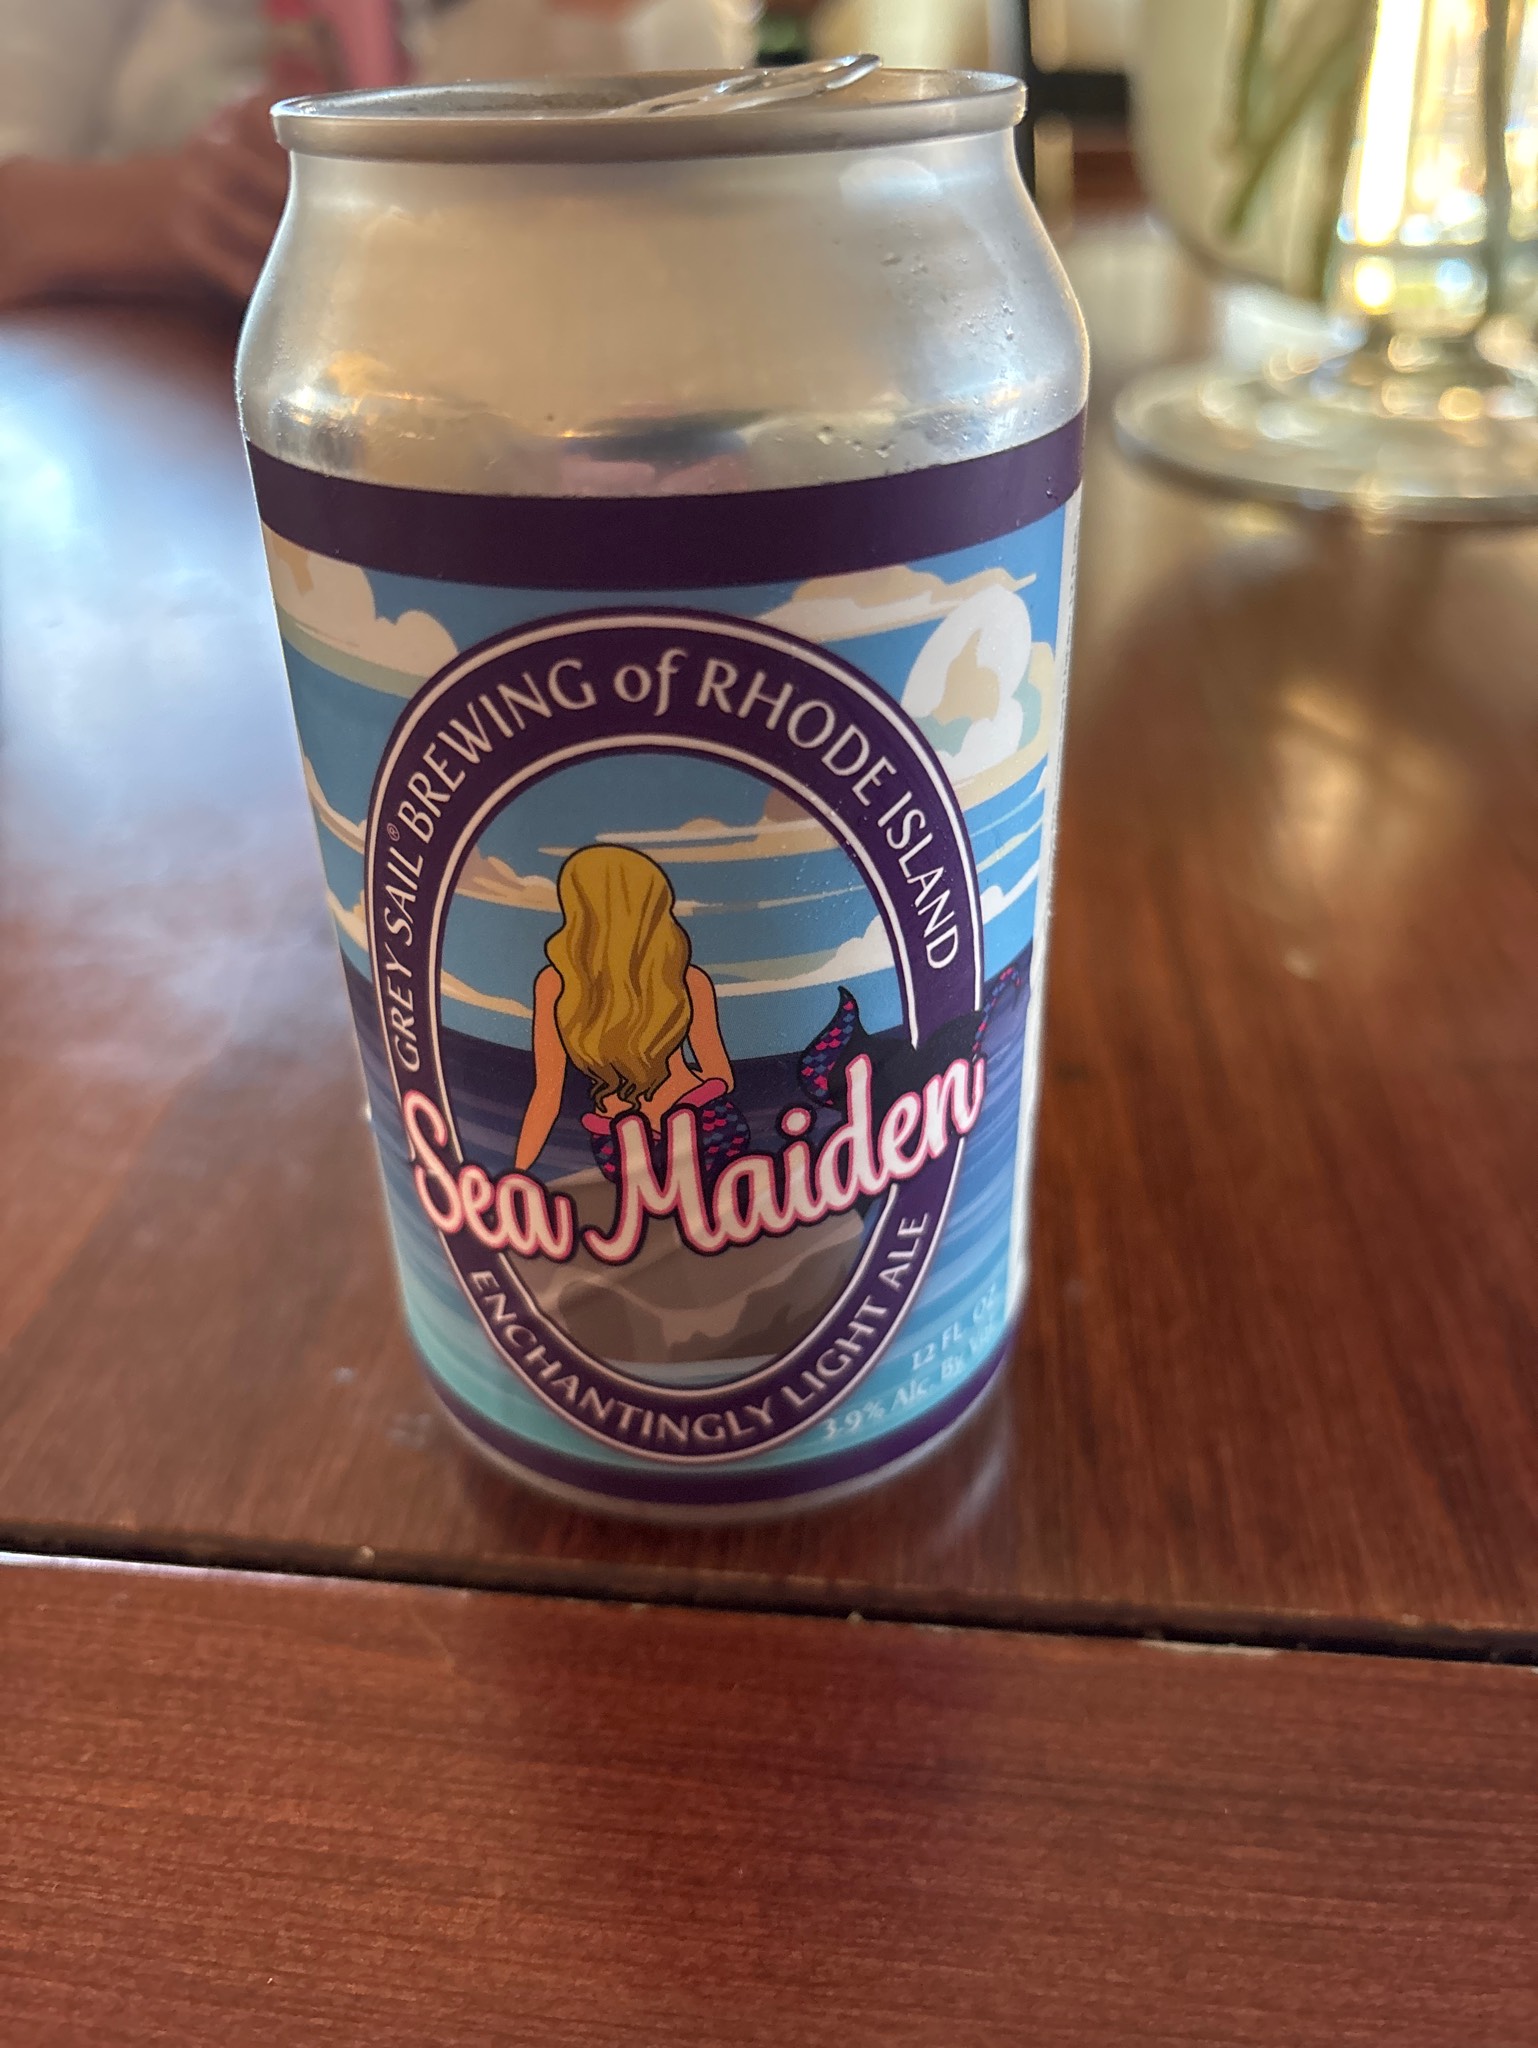 GREY SAIL® BREWING of RHODE ISLAND
Sea Maiden
ENCHANTINGLY LIGHT ALE
12 FL OZ
3.9% Alc. By Vol.